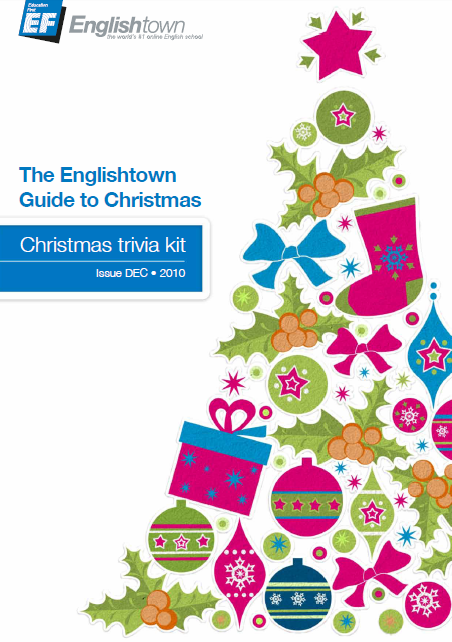 Education
First
EF Englishtown
the world's #1 online English school
The Englishtown
Guide to Christmas
Christmas trivia kit
Issue DEC • 2010